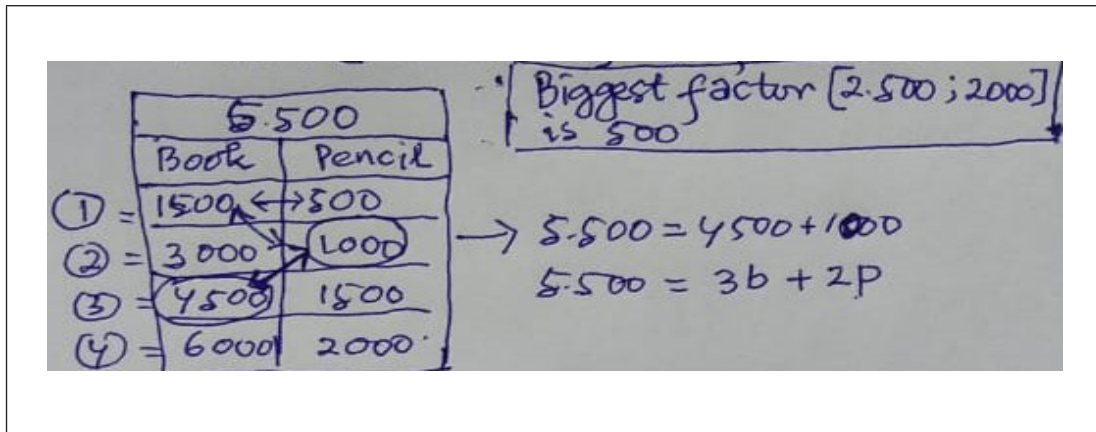 5.500
Book Pencil
① = 1500 ↔ 500
② = 3000 1000
③ = 4500 1500
④ = 6000 2000
Biggest factor [2.500 ; 2000]
is 500
→ 5.500 = 4500 + 1000
5.500 = 3b + 2p